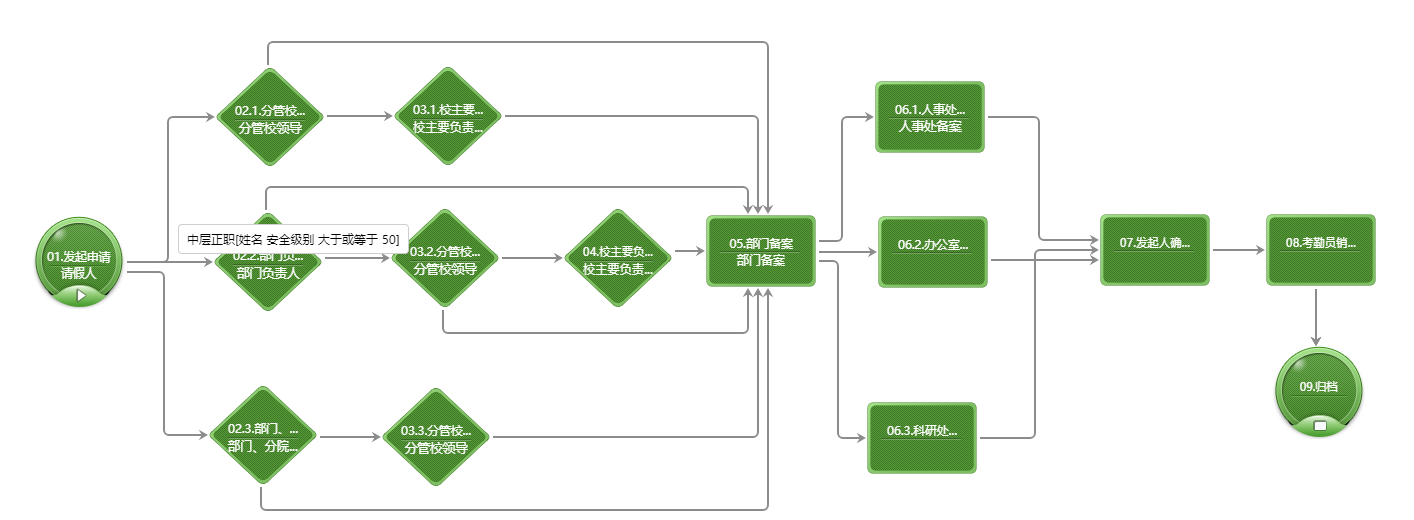 01.发起申请
请假人
02.1.分管校...
分管校领导
03.1.校主要...
校主要负责...
中层正职[姓名 安全级别 大于或等于 50]
02.2.部门负...
部门负责人
03.2.分管校...
分管校领导
04.校主要负...
校主要负责...
02.3.部门、...
部门、分院...
03.3.分管校...
分管校领导
05.部门备案
部门备案
06.1.人事处...
人事处备案
06.2.办公室...
06.3.科研处...
07.发起人确...
08.考勤员销...
09.归档